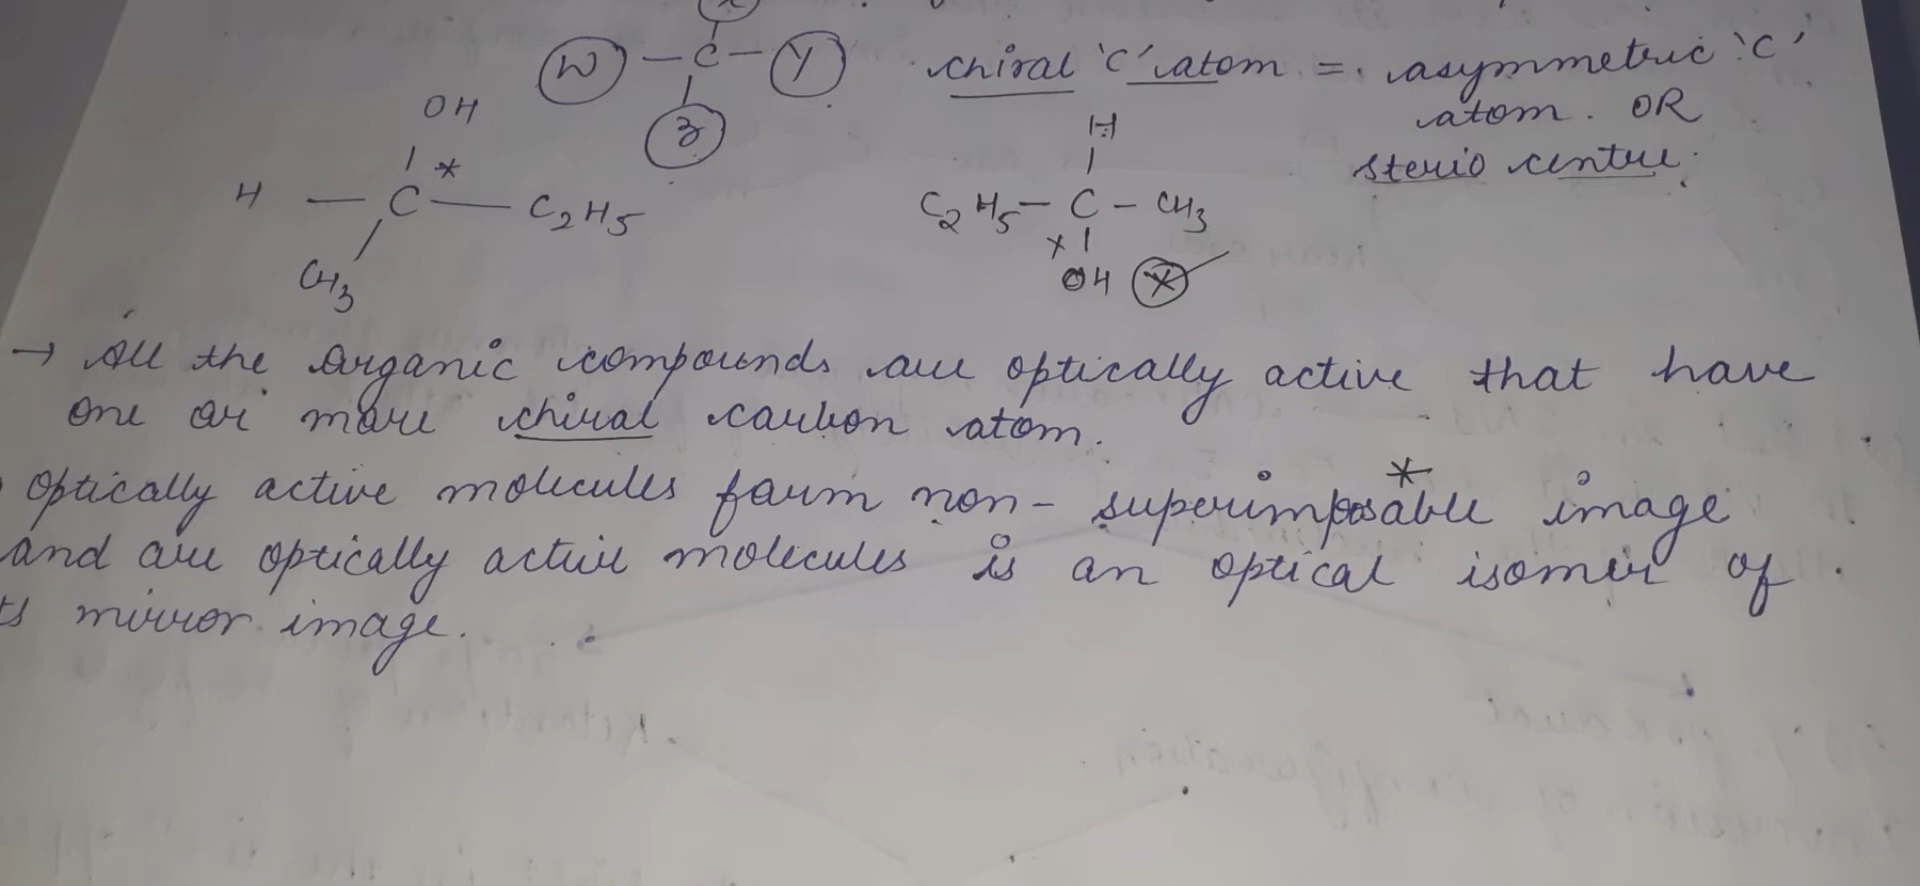 W — C — Y
z
chiral 'C' atom = asymmetric 'C'
atom. OR
sterio centre.
OH
*
H — C — C2H5
CH3
H
C2H5 — C — CH3
x
OH X
→ All the organic compounds are optically active that have
one or more chiral carbon atom.
*
Optically active molecules form non-superimposable image
and are optically active molecules is an optical isomer of
ts mirror image.